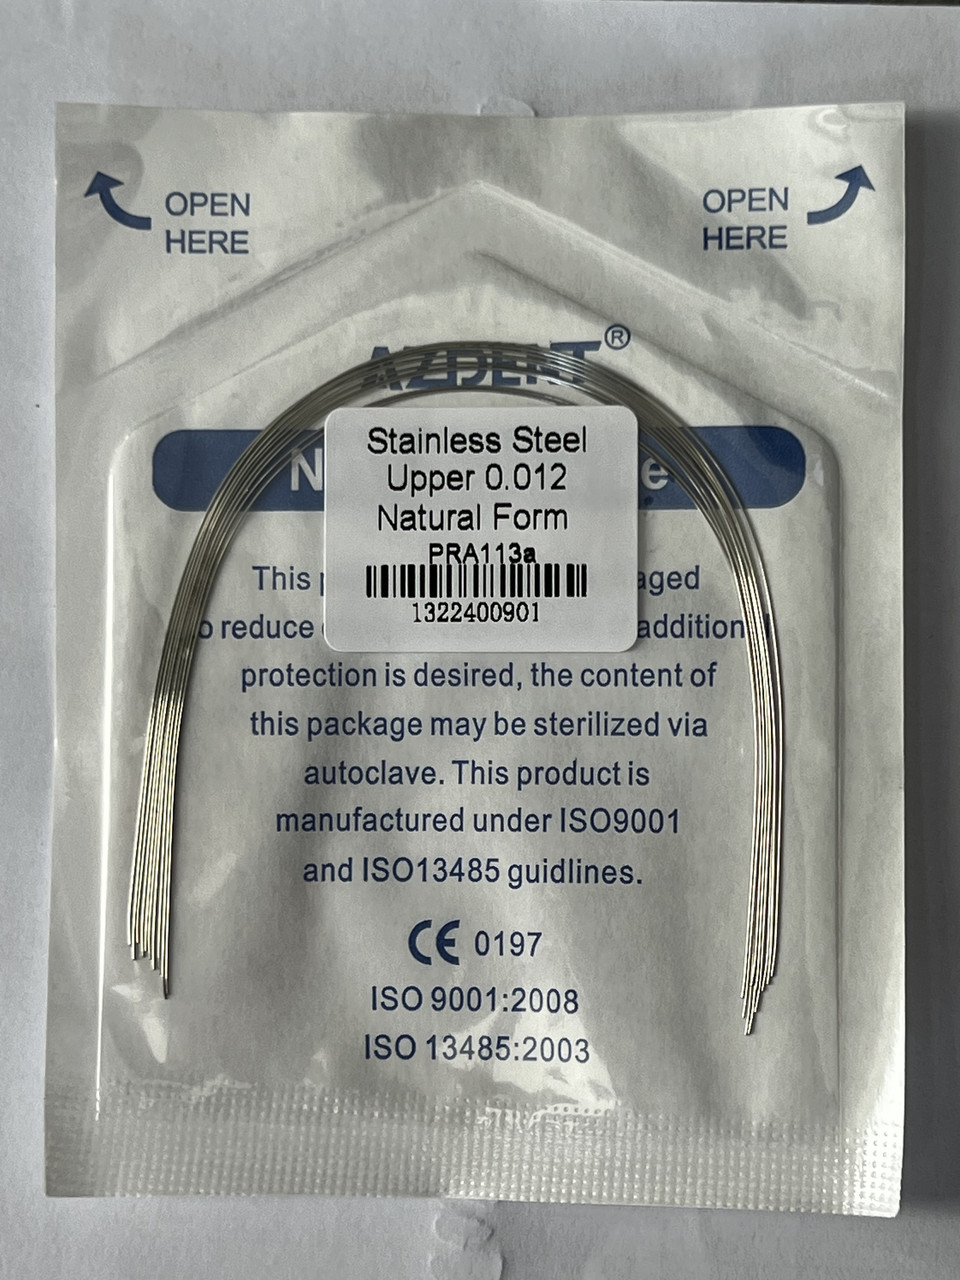 OPEN
HERE
OPEN
HERE
AZDENT®
Stainless Steel
Upper 0.012
Natural Form
PRA113a
1322400901
This
reduce addition
protection is desired, the content of
this package may be sterilized via
autoclave. This product is
manufactured under ISO9001
and ISO13485 guidlines.
CE 0197
ISO 9001:2008
ISO 13485:2003